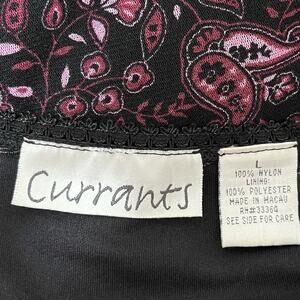 Currants
L
100% NYLON
LINING:
100% POLYESTER
MADE IN MACAU
RN#33360
SEE SIDE FOR CARE